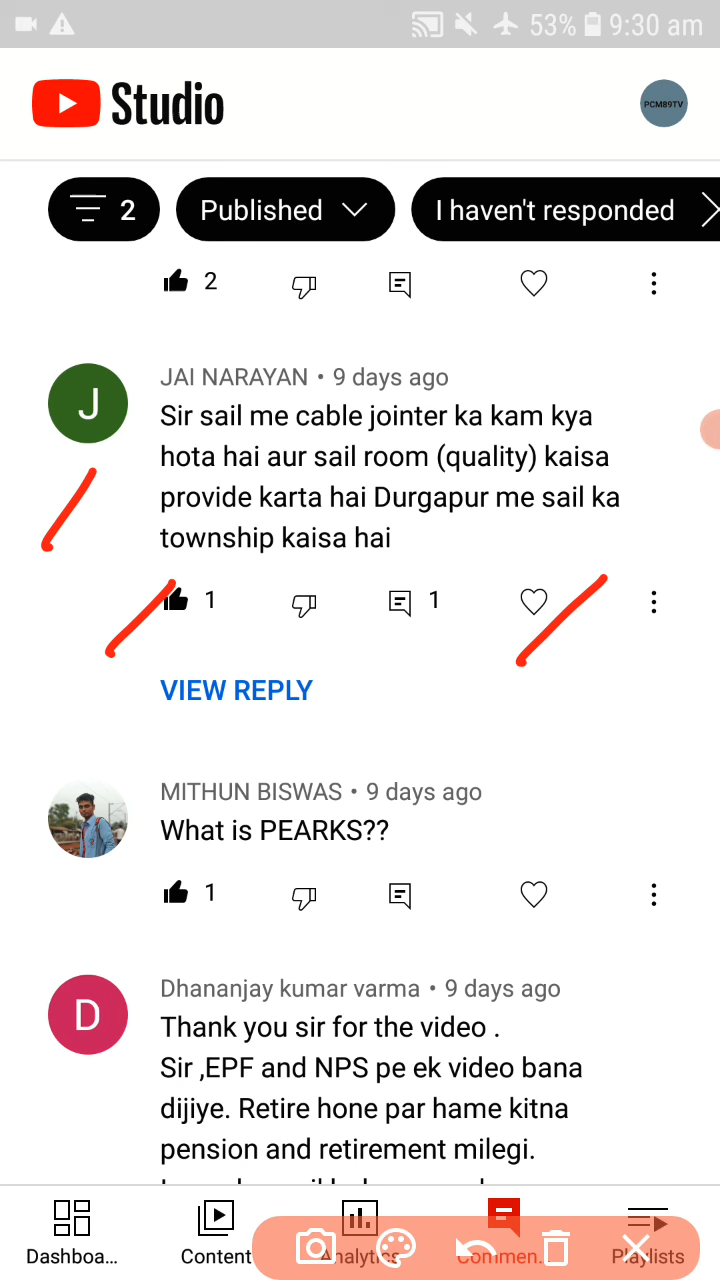 53% 9:30 am
Studio
PCM89TV
2 Published I haven't responded
2
J
JAI NARAYAN • 9 days ago
Sir sail me cable jointer ka kam kya
hota hai aur sail room (quality) kaisa
provide karta hai Durgapur me sail ka
township kaisa hai
1 1
VIEW REPLY
MITHUN BISWAS • 9 days ago
What is PEARKS??
1
D
Dhananjay kumar varma • 9 days ago
Thank you sir for the video .
Sir ,EPF and NPS pe ek video bana
dijiye. Retire hone par hame kitna
pension and retirement milegi.
Dashboa... Content Analytics Commen... Playlists